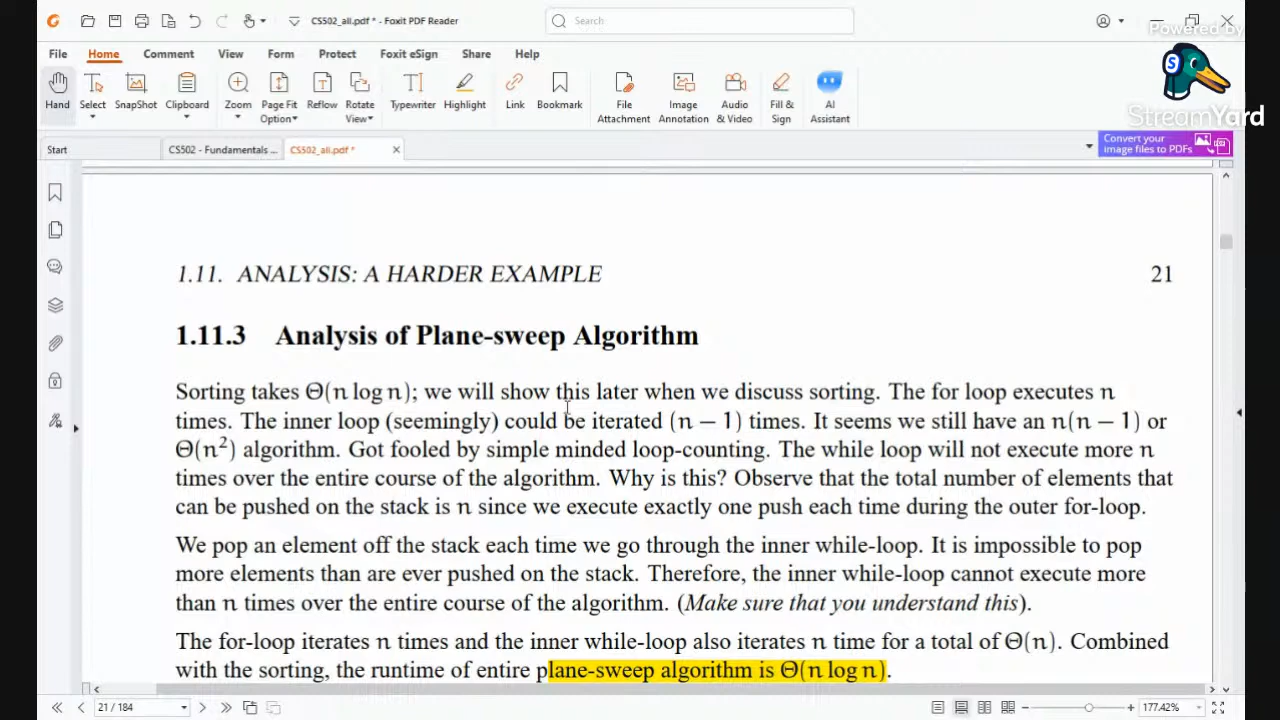 CS502_ali.pdf * - Foxit PDF Reader
Search
Powered by
File Home Comment View Form Protect Foxit eSign Share Help
S
StreamYard
Hand
Select
SnapShot
Clipboard
Zoom
Page Fit Option
Reflow
Rotate View
Typewriter
Highlight
Link
Bookmark
File Attachment
Image Annotation
Audio & Video
Fill & Sign
AI Assistant
Start
CS502 - Fundamentals ...
CS502_ali.pdf *
Convert your
image files to PDFs
1.11. ANALYSIS: A HARDER EXAMPLE 21
1.11.3 Analysis of Plane-sweep Algorithm
Sorting takes Θ(n log n); we will show this later when we discuss sorting. The for loop executes n
times. The inner loop (seemingly) could be iterated (n − 1) times. It seems we still have an n(n − 1) or
Θ(n²) algorithm. Got fooled by simple minded loop-counting. The while loop will not execute more n
times over the entire course of the algorithm. Why is this? Observe that the total number of elements that
can be pushed on the stack is n since we execute exactly one push each time during the outer for-loop.
We pop an element off the stack each time we go through the inner while-loop. It is impossible to pop
more elements than are ever pushed on the stack. Therefore, the inner while-loop cannot execute more
than n times over the entire course of the algorithm. (Make sure that you understand this).
The for-loop iterates n times and the inner while-loop also iterates n time for a total of Θ(n). Combined
with the sorting, the runtime of entire plane-sweep algorithm is Θ(n log n).
21 / 184
177.42%